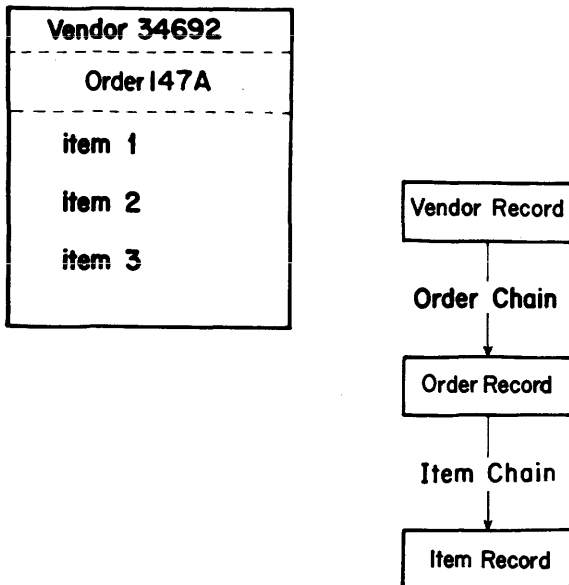 Vendor 34692
Order 147A
item 1
item 2
item 3
Vendor Record
Order Chain
Order Record
Item Chain
Item Record